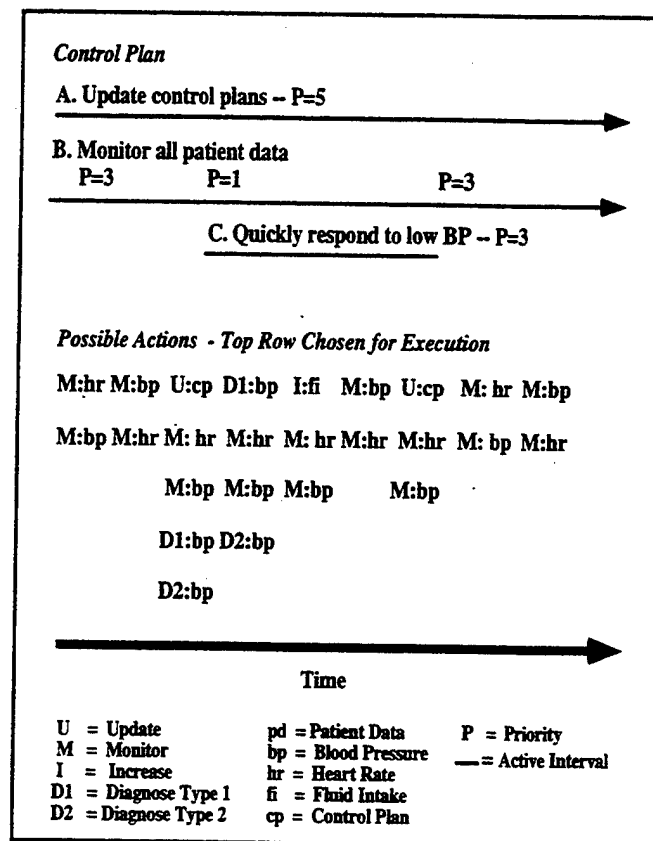 Control Plan
A. Update control plans -- P=5
B. Monitor all patient data
P=3 P=1 P=3
C. Quickly respond to low BP -- P=3
Possible Actions - Top Row Chosen for Execution
M:hr M:bp U:cp D1:bp I:fi M:bp U:cp M: hr M:bp
M:bp M:hr M: hr M:hr M: hr M:hr M:hr M: bp M:hr
M:bp M:bp M:bp M:bp
D1:bp D2:bp
D2:bp
Time
U = Update pd = Patient Data P = Priority
M = Monitor bp = Blood Pressure — = Active Interval
I = Increase hr = Heart Rate
D1 = Diagnose Type 1 fi = Fluid Intake
D2 = Diagnose Type 2 cp = Control Plan